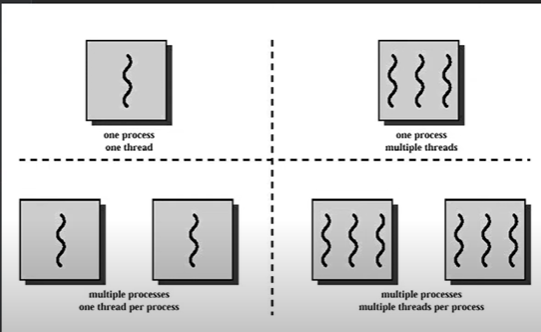 one process
one thread
one process
multiple threads
multiple processes
one thread per process
multiple processes
multiple threads per process